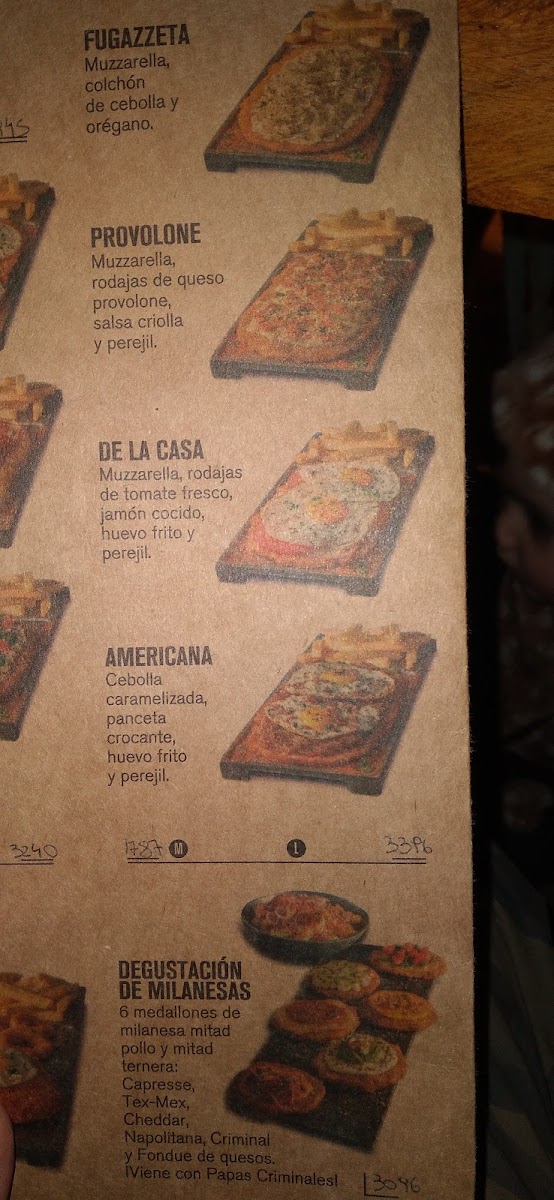 FUGAZZETA
Muzzarella,
colchón
de cebolla y
orégano.
PROVOLONE
Muzzarella,
rodajas de queso
provolone,
salsa criolla
y perejil.
DE LA CASA
Muzzarella, rodajas
de tomate fresco,
jamón cocido,
huevo frito y
perejil.
AMERICANA
Cebolla
caramelizada,
panceta
crocante,
huevo frito
y perejil.
3240
1787 M L 3396
DEGUSTACIÓN
DE MILANESAS
6 medallones de
milanesa mitad
pollo y mitad
ternera:
Capresse,
Tex-Mex,
Cheddar,
Napolitana, Criminal
y Fondue de quesos.
¡Viene con Papas Criminales!
3046